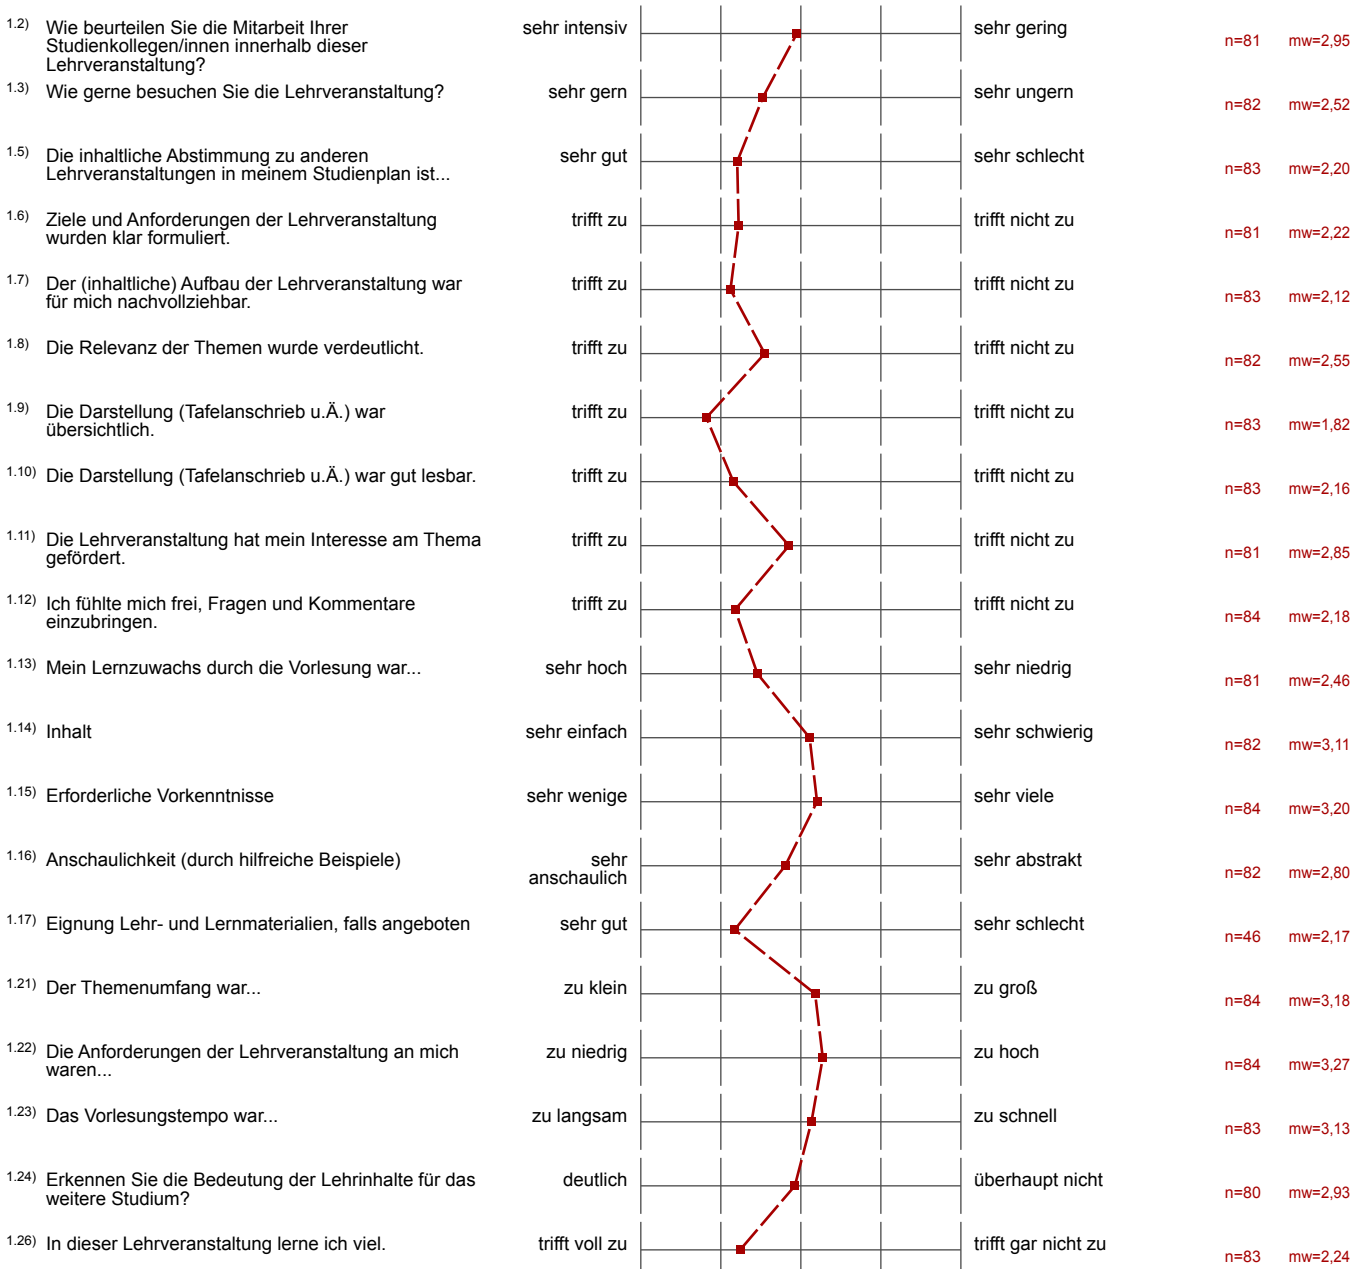 1.2) Wie beurteilen Sie die Mitarbeit Ihrer
Studienkollegen/innen innerhalb dieser
Lehrveranstaltung?
sehr intensiv
sehr gering
n=81 mw=2,95
1.3) Wie gerne besuchen Sie die Lehrveranstaltung?
sehr gern
sehr ungern
n=82 mw=2,52
1.5) Die inhaltliche Abstimmung zu anderen
Lehrveranstaltungen in meinem Studienplan ist...
sehr gut
sehr schlecht
n=83 mw=2,20
1.6) Ziele und Anforderungen der Lehrveranstaltung
wurden klar formuliert.
trifft zu
trifft nicht zu
n=81 mw=2,22
1.7) Der (inhaltliche) Aufbau der Lehrveranstaltung war
für mich nachvollziehbar.
trifft zu
trifft nicht zu
n=83 mw=2,12
1.8) Die Relevanz der Themen wurde verdeutlicht.
trifft zu
trifft nicht zu
n=82 mw=2,55
1.9) Die Darstellung (Tafelanschrieb u.Ä.) war
übersichtlich.
trifft zu
trifft nicht zu
n=83 mw=1,82
1.10) Die Darstellung (Tafelanschrieb u.Ä.) war gut lesbar.
trifft zu
trifft nicht zu
n=83 mw=2,16
1.11) Die Lehrveranstaltung hat mein Interesse am Thema
gefördert.
trifft zu
trifft nicht zu
n=81 mw=2,85
1.12) Ich fühlte mich frei, Fragen und Kommentare
einzubringen.
trifft zu
trifft nicht zu
n=84 mw=2,18
1.13) Mein Lernzuwachs durch die Vorlesung war...
sehr hoch
sehr niedrig
n=81 mw=2,46
1.14) Inhalt
sehr einfach
sehr schwierig
n=82 mw=3,11
1.15) Erforderliche Vorkenntnisse
sehr wenige
sehr viele
n=84 mw=3,20
1.16) Anschaulichkeit (durch hilfreiche Beispiele)
sehr
anschaulich
sehr abstrakt
n=82 mw=2,80
1.17) Eignung Lehr- und Lernmaterialien, falls angeboten
sehr gut
sehr schlecht
n=46 mw=2,17
1.21) Der Themenumfang war...
zu klein
zu groß
n=84 mw=3,18
1.22) Die Anforderungen der Lehrveranstaltung an mich
waren...
zu niedrig
zu hoch
n=84 mw=3,27
1.23) Das Vorlesungstempo war...
zu langsam
zu schnell
n=83 mw=3,13
1.24) Erkennen Sie die Bedeutung der Lehrinhalte für das
weitere Studium?
deutlich
überhaupt nicht
n=80 mw=2,93
1.26) In dieser Lehrveranstaltung lerne ich viel.
trifft voll zu
trifft gar nicht zu
n=83 mw=2,24